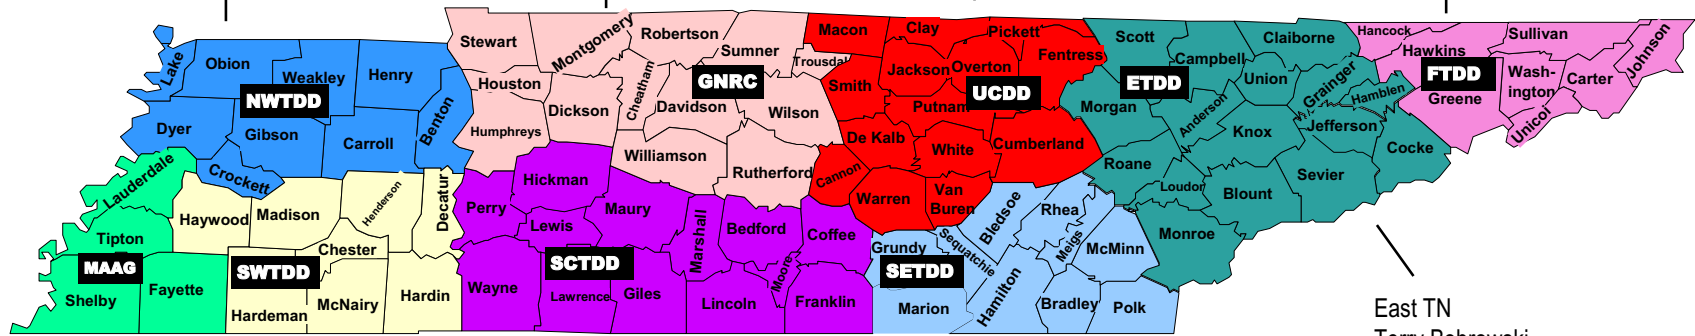 Lake
Obion
Weakley
Henry
NWTDD
Dyer
Gibson
Carroll
Benton
Crockett
Lauderdale
Tipton
MAAG
Shelby
Fayette
Haywood
Madison
Henderson
Decatur
Chester
SWTDD
Hardeman
McNairy
Hardin
Stewart
Montgomery
Robertson
Sumner
Trousdal
Houston
Cheatham
GNRC
Dickson
Davidson
Wilson
Humphreys
Williamson
Rutherford
Hickman
Perry
Lewis
Maury
Marshall
Bedford
Coffee
SCTDD
Wayne
Lawrence
Giles
Lincoln
Moore
Franklin
Macon
Clay
Pickett
Fentress
Jackson
Overton
Smith
Putnam
UCDD
De Kalb
White
Cumberland
Cannon
Warren
Van
Buren
Bledsoe
Rhea
Meigs
McMinn
Grundy
Sequatchie
SETDD
Marion
Hamilton
Bradley
Polk
Scott
Campbell
Claiborne
ETDD
Union
Grainger
Hamblen
Morgan
Anderson
Knox
Jefferson
Cocke
Roane
Loudon
Blount
Sevier
Monroe
Hancock
Hawkins
Sullivan
Johnson
FTDD
Wash-
ington
Carter
Greene
Unicoi
East TN
Terry Bobrowski